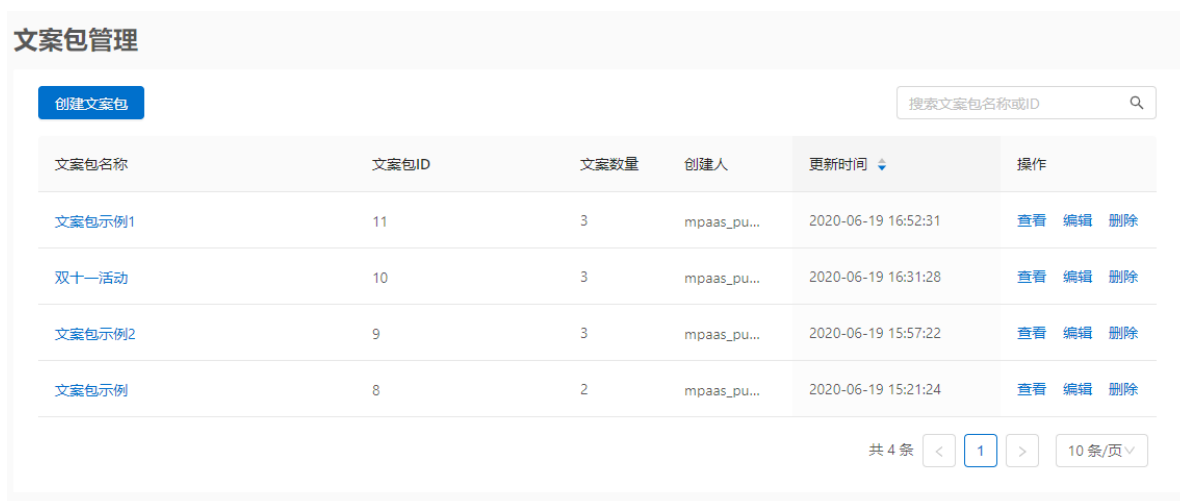 文案包管理
创建文案包 搜索文案包名称或ID
文案包名称 文案包ID 文案数量 创建人 更新时间 操作
文案包示例1 11 3 mpaas_pu... 2020-06-19 16:52:31 查看 编辑 删除
双十一活动 10 3 mpaas_pu... 2020-06-19 16:31:28 查看 编辑 删除
文案包示例2 9 3 mpaas_pu... 2020-06-19 15:57:22 查看 编辑 删除
文案包示例 8 2 mpaas_pu... 2020-06-19 15:21:24 查看 编辑 删除
共 4 条 < 1 > 10 条/页